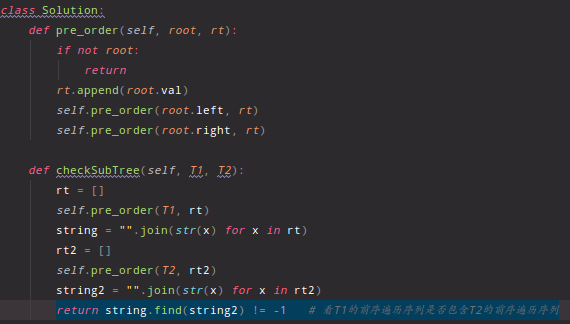 class Solution:
    def pre_order(self, root, rt):
        if not root:
            return
        rt.append(root.val)
        self.pre_order(root.left, rt)
        self.pre_order(root.right, rt)
    def checkSubTree(self, T1, T2):
        rt = []
        self.pre_order(T1, rt)
        string = "".join(str(x) for x in rt)
        rt2 = []
        self.pre_order(T2, rt2)
        string2 = "".join(str(x) for x in rt2)
        return string.find(string2) != -1   # 看T1的前序遍历序列是否包含T2的前序遍历序列